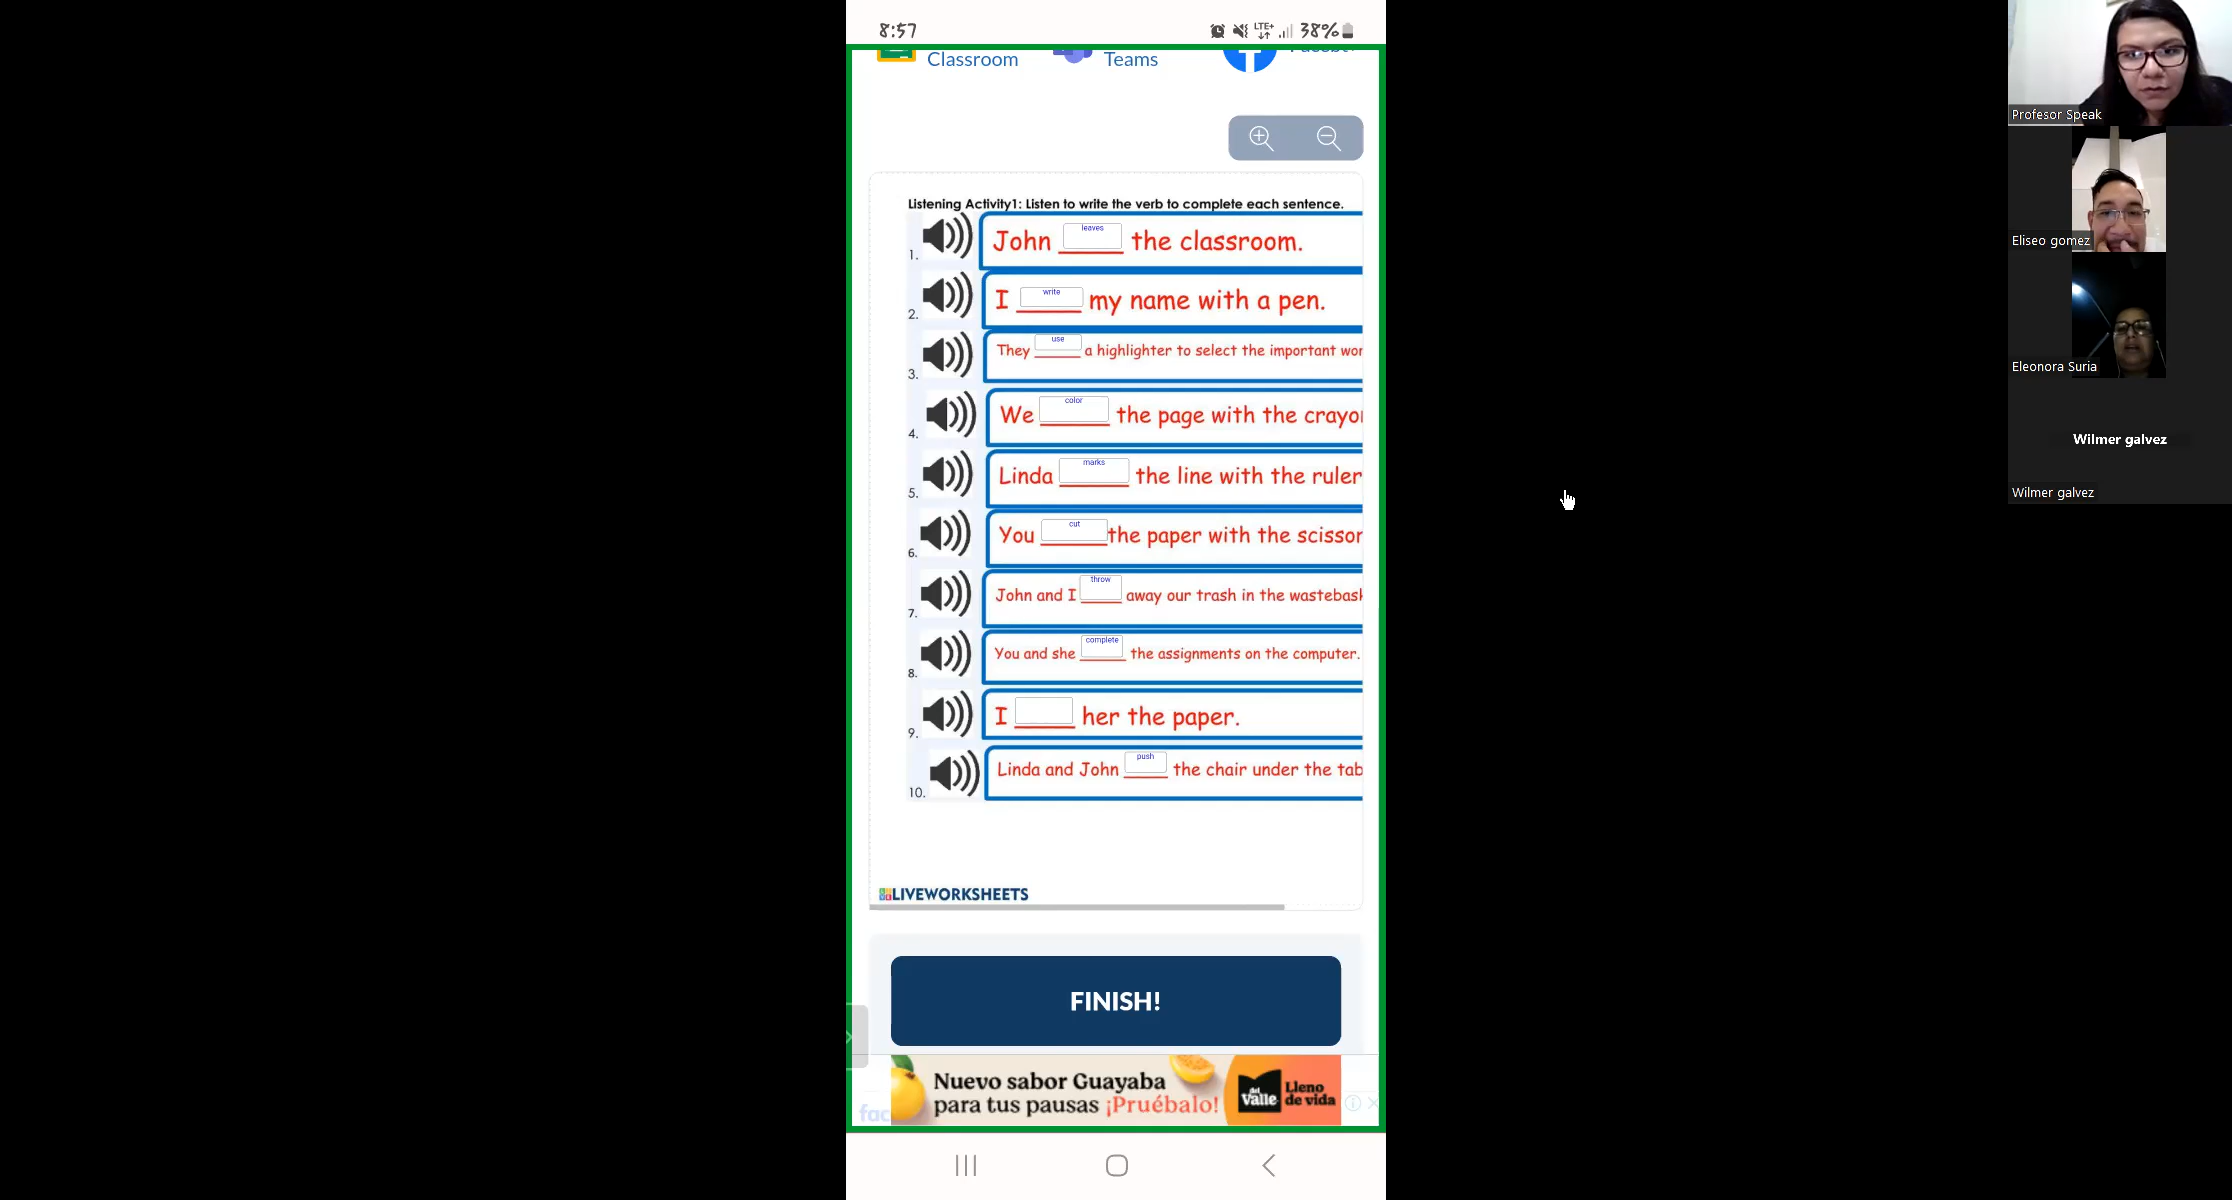 8:57 LTE+ 38%
Classroom Teams
Listening Activity1: Listen to write the verb to complete each sentence.
1. John leaves the classroom.
2. I write my name with a pen.
3. They use a highlighter to select the important wor
4. We color the page with the crayo
5. Linda marks the line with the ruler
6. You cut the paper with the scissor
7. John and I throw away our trash in the wastebask
8. You and she complete the assignments on the computer.
9. I ____ her the paper.
10. Linda and John push the chair under the tab
LIVEWORKSHEETS
FINISH!
Nuevo sabor Guayaba
para tus pausas ¡Pruébalo!
del Valle
Lleno
de vida
fac
Profesor Speak
Eliseo gomez
Eleonora Suria
Wilmer galvez
Wilmer galvez